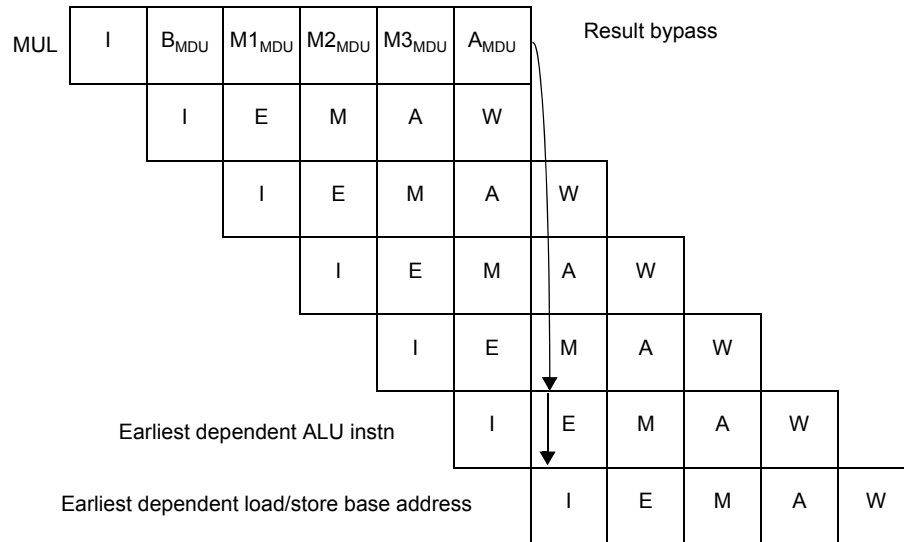 Result bypass
MUL I B_MDU M1_MDU M2_MDU M3_MDU A_MDU
I E M A W
I E M A W
I E M A W
I E M A W
Earliest dependent ALU instn I E M A W
Earliest dependent load/store base address I E M A W